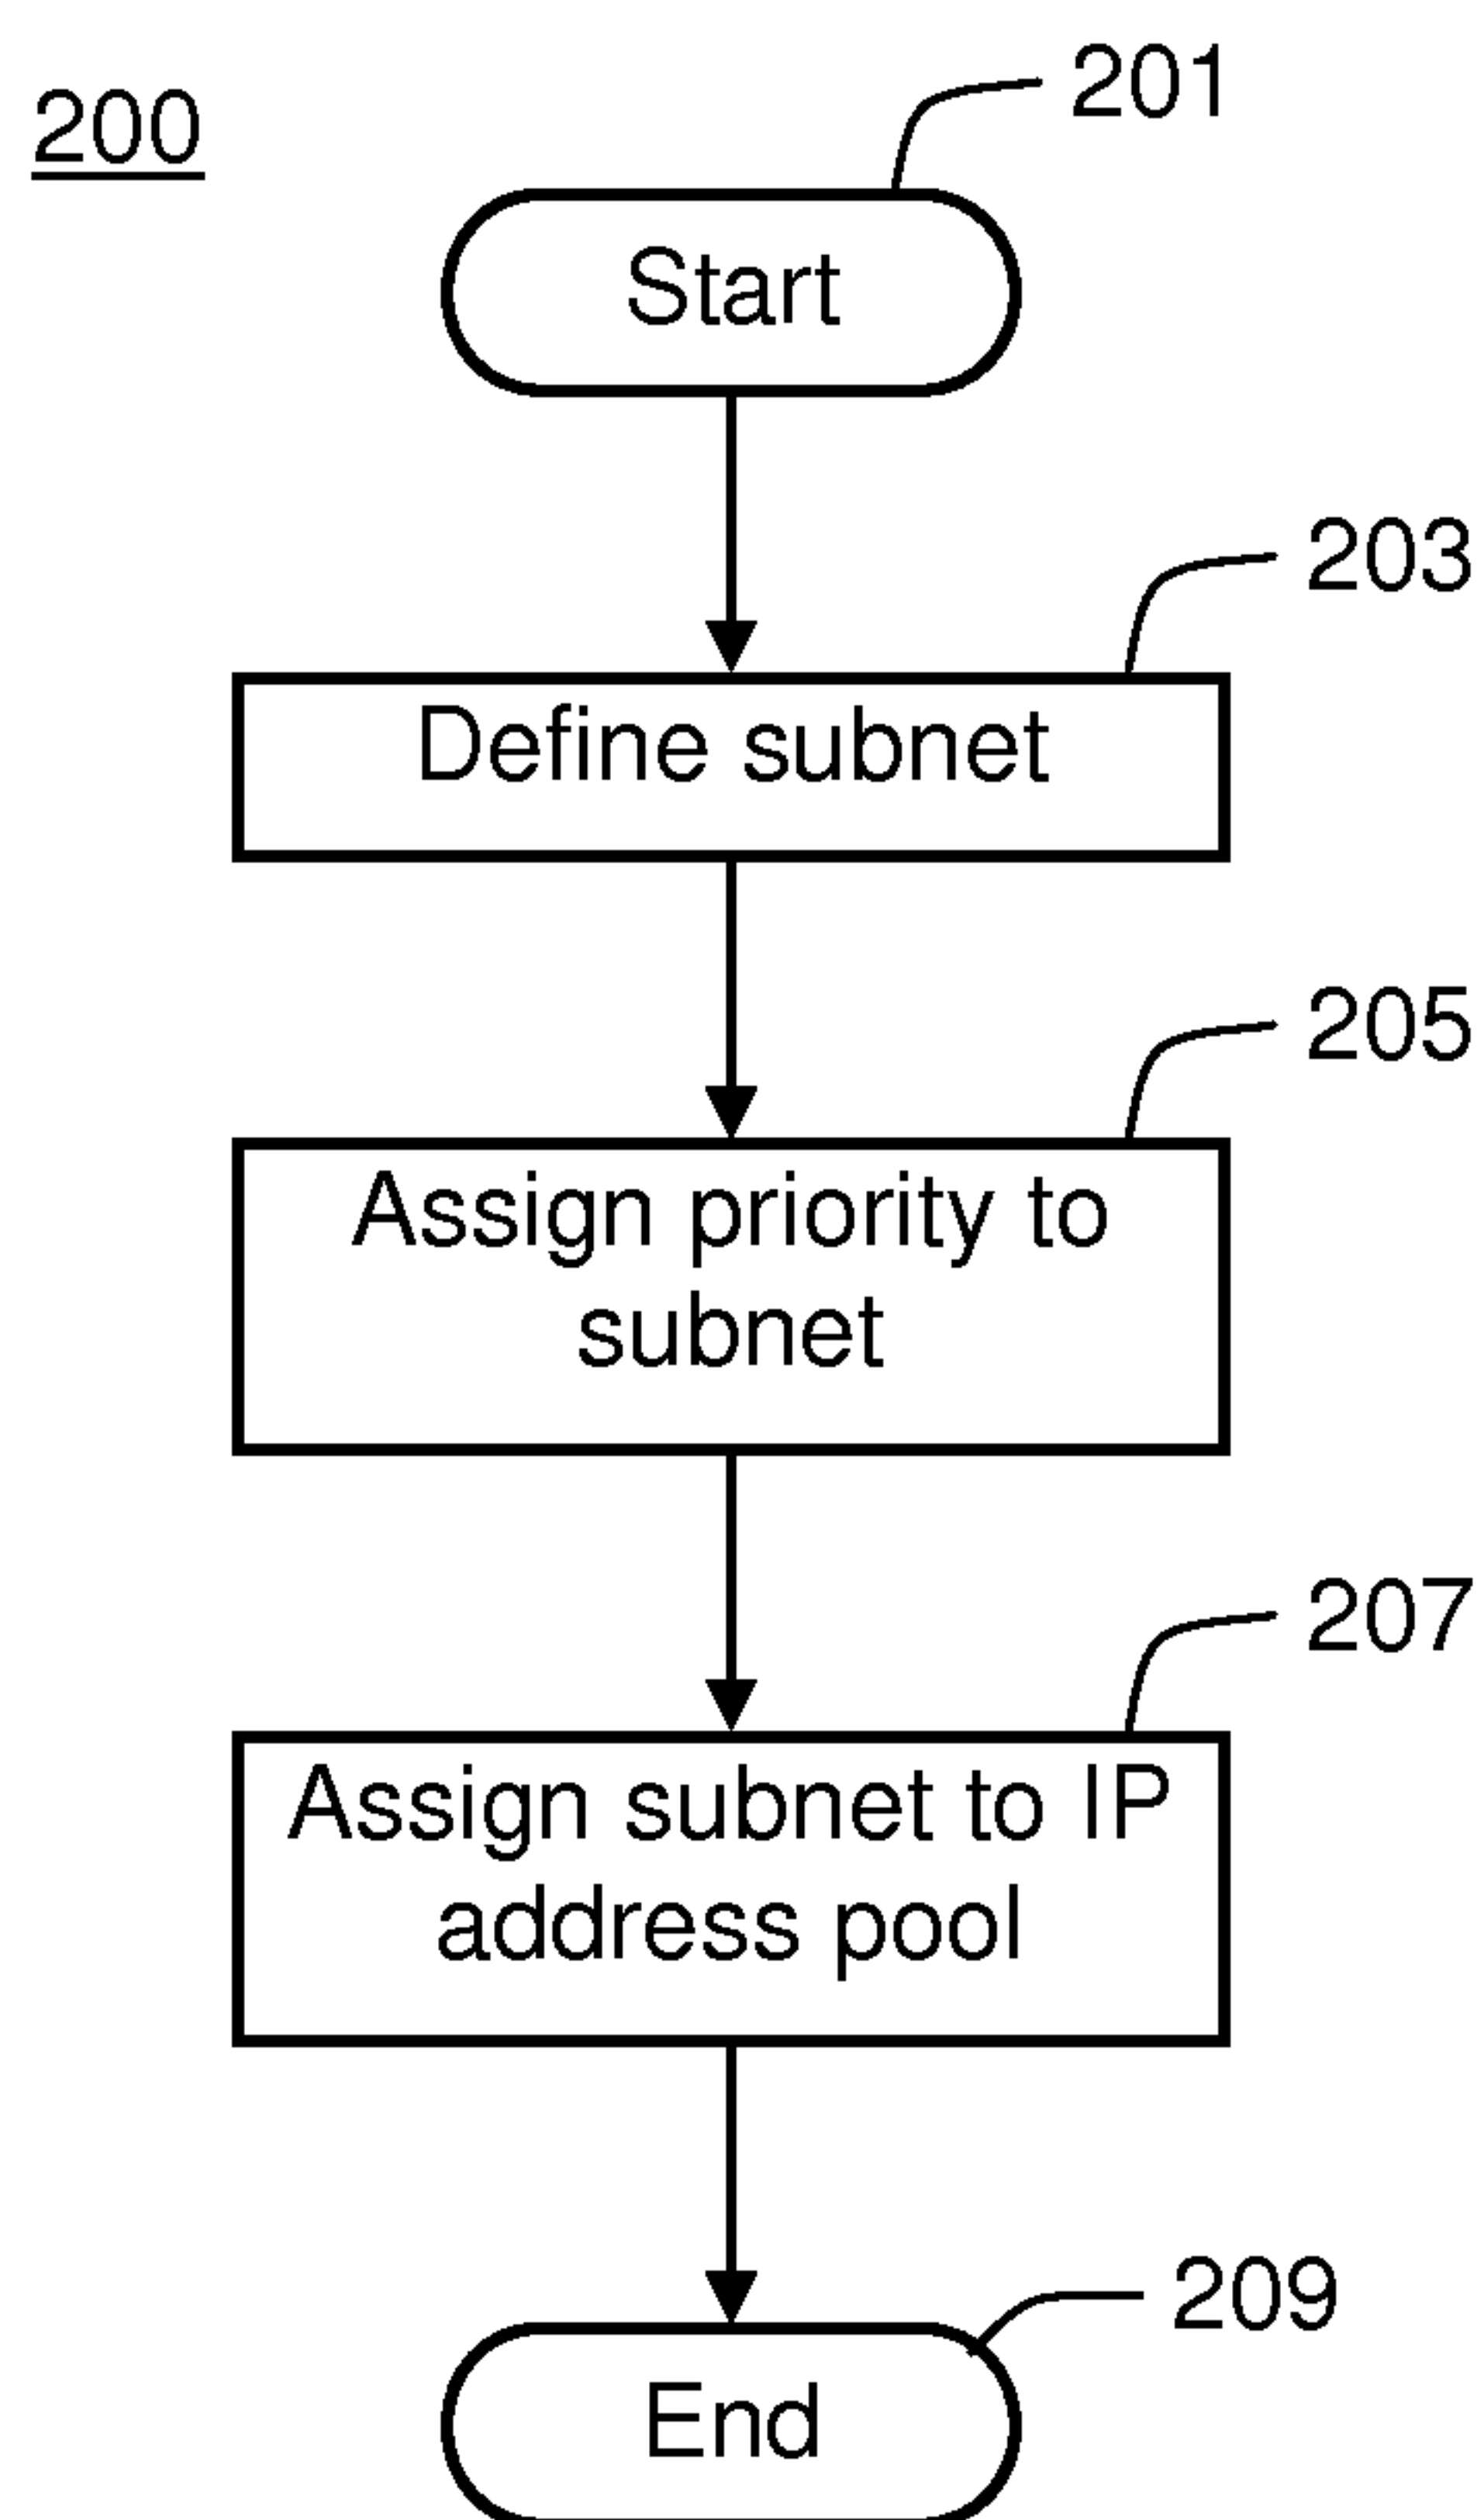 200
201
Start
203
Define subnet
205
Assign priority to
subnet
207
Assign subnet to IP
address pool
209
End